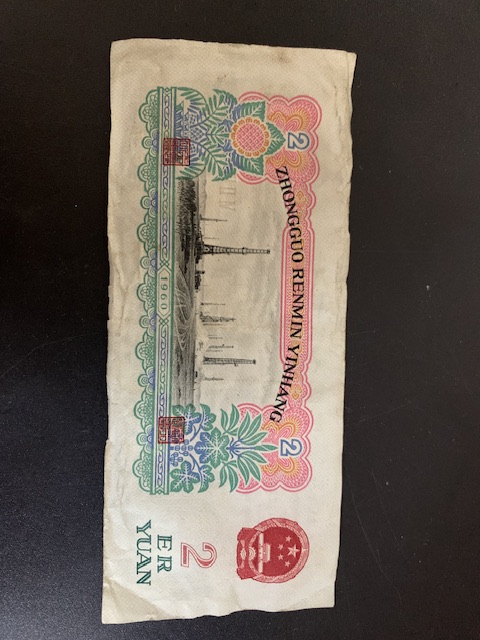 2
2
ZHONGGUO RENMIN YINHANG
1960
2
ER
YUAN